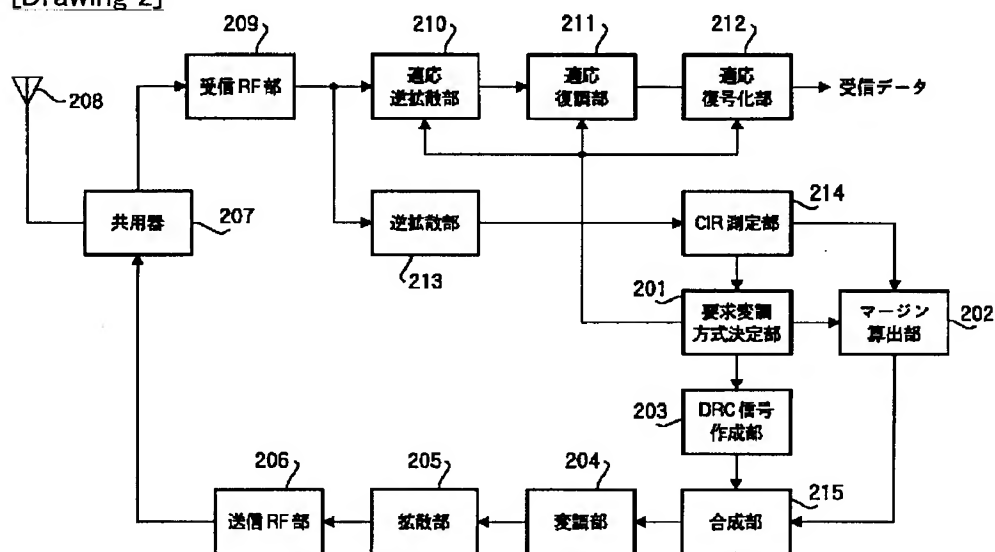 [Drawing 2]
209
210
211
212
受信RF部
適応
逆拡散部
適応
復調部
適応
復号化部
受信データ
208
共用器
207
逆拡散部
213
CIR測定部
214
201
要求変調
方式決定部
マージン
算出部
202
203
DRC信号
作成部
206
205
204
215
送信RF部
拡散部
変調部
合成部